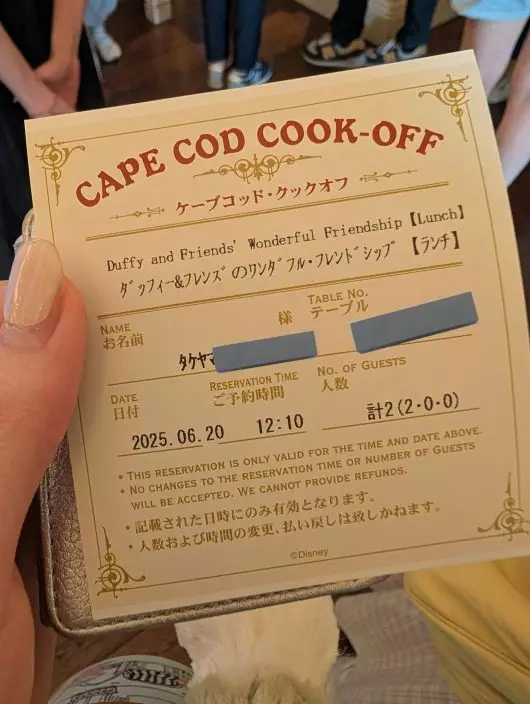 CAPE COD COOK-OFF
ケープコッド・クックオフ
Duffy and Friends' Wonderful Friendship【Lunch】
ダッフィー&フレンズのワンダフル・フレンドシップ 【ランチ】
NAME
お名前
様
TABLE NO.
テーブル
タケヤマ
DATE
日付
2025.06.20
RESERVATION TIME
ご予約時間
12:10
NO. OF GUESTS
人数
計2(2-0-0)
• THIS RESERVATION IS ONLY VALID FOR THE TIME AND DATE ABOVE.
• NO CHANGES TO THE RESERVATION TIME OR NUMBER OF GUESTS
WILL BE ACCEPTED. WE CANNOT PROVIDE REFUNDS.
• 記載された日時にのみ有効となります。
• 人数および時間の変更、払い戻しは致しかねます。
©Disney